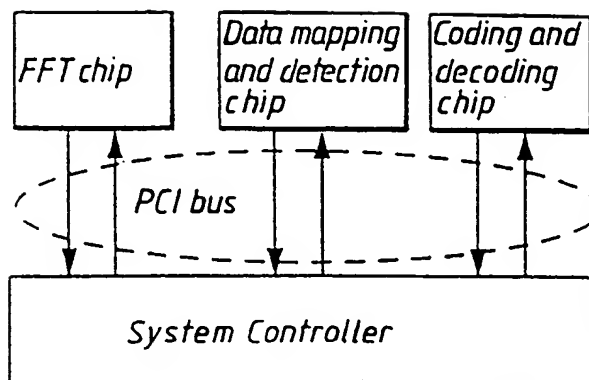 FFT chip
Data mapping
and detection
chip
Coding and
decoding
chip
PCI bus
System Controller